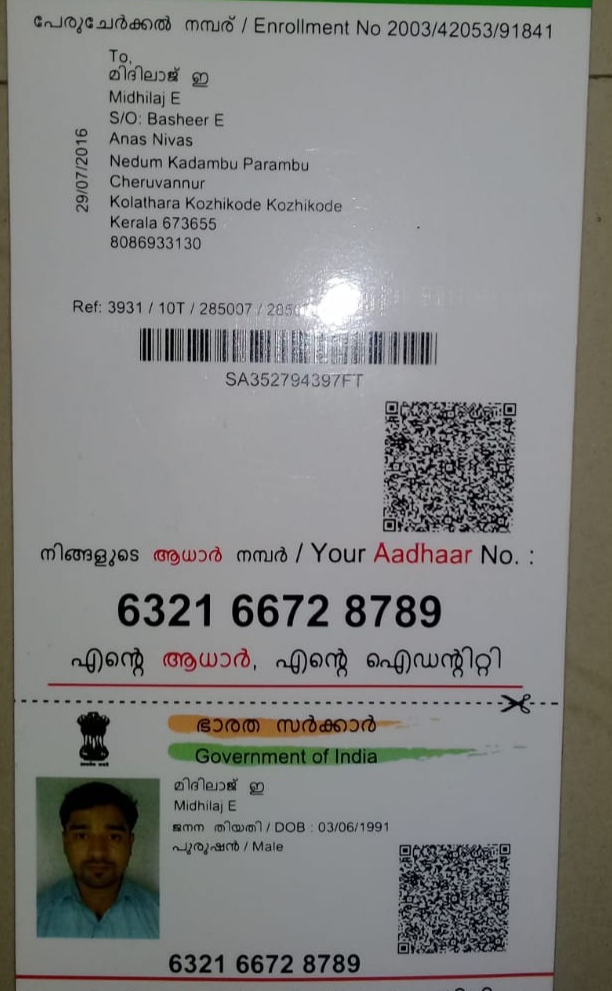 പേരുചേർക്കൽ നമ്പര് / Enrollment No 2003/42053/91841
To,
മിദിലാജ് ഇ
Midhilaj E
S/O: Basheer E
Anas Nivas
Nedum Kadambu Parambu
Cheruvannur
Kolathara Kozhikode Kozhikode
Kerala 673655
8086933130
29/07/2016
Ref: 3931 / 10T / 285007 /
SA352794397FT
നിങ്ങളുടെ ആധാർ നമ്പർ / Your Aadhaar No. :
6321 6672 8789
എന്റെ ആധാർ, എന്റെ ഐഡന്റിറ്റി
ഭാരത സർക്കാർ
Government of India
മിദിലാജ് ഇ
Midhilaj E
ജനന തിയതി / DOB : 03/06/1991
പുരുഷൻ / Male
6321 6672 8789